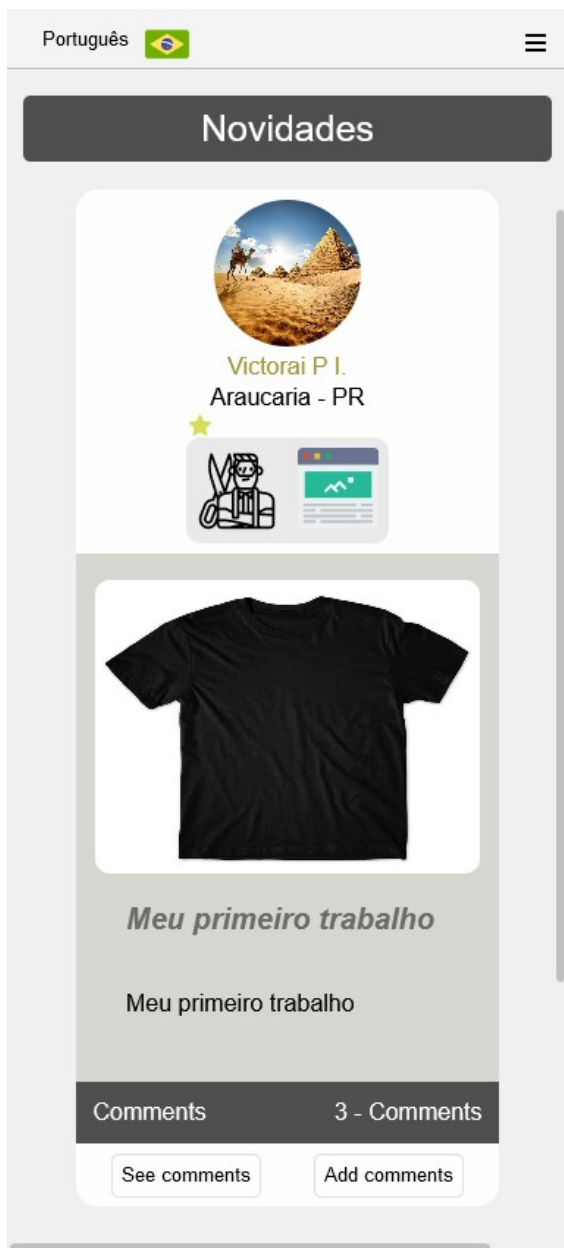 Português
Novidades
Victorai P I.
Araucaria - PR
Meu primeiro trabalho
Meu primeiro trabalho
Comments 3 - Comments
See comments Add comments